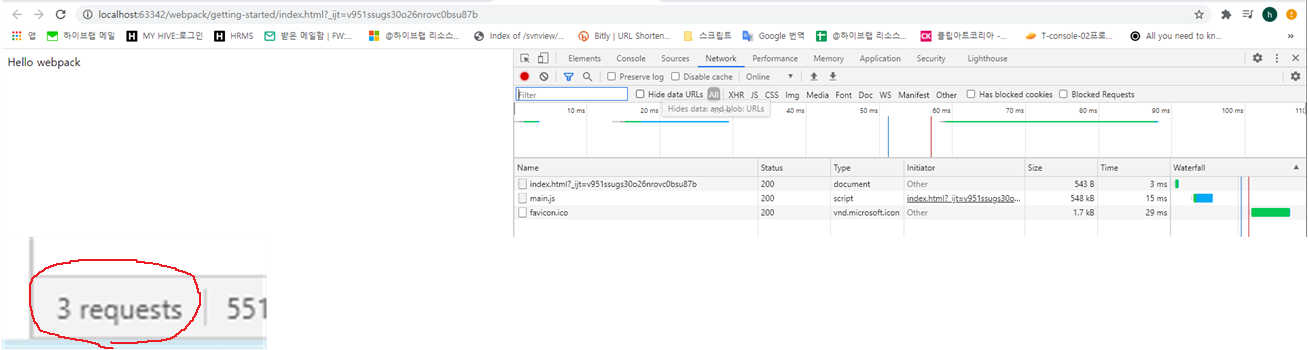 localhost:63342/webpack/getting-started/index.html?_ijt=v951ssugs30o26nrovc0bsu87b
앱 하이브랩 리소스... MY HIVE::로그인 HRMS 받은 메일함 | FW:... @하이브랩 리소스... Index of /svnview/... Bitly | URL Shorten... 스크립트 Google 번역 @하이브랩 리소스... 클립아트코리아 -... T-console-02프로... All you need to kn...
Hello webpack
Elements Console Sources Network Performance Memory Application Security Lighthouse
Preserve log Disable cache Online
Filter Hide data URLs All XHR JS CSS Img Media Font Doc WS Manifest Other Has blocked cookies Blocked Requests
Hides data: and blob: URLs
10 ms 20 ms 40 ms 50 ms 60 ms 70 ms 80 ms 90 ms 100 ms 110
Name Status Type Initiator Size Time Waterfall
index.html?_ijt=v951ssugs30o26nrovc0bsu87b 200 document Other 543 B 3 ms
main.js 200 script index.html?_ijt=v951ssugs30o... 548 kB 15 ms
favicon.ico 200 vnd.microsoft.icon Other 1.7 kB 29 ms
3 requests 551